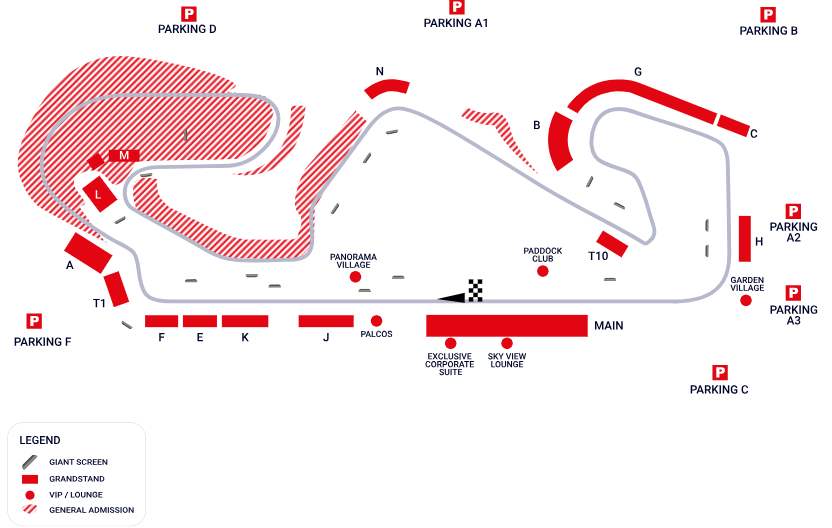 P
PARKING D
P
PARKING A1
P
PARKING B
N
G
B
C
M
L
A
T1
P
PARKING
A2
H
T10
PADDOCK
CLUB
PANORAMA
VILLAGE
GARDEN
VILLAGE
P
PARKING
A3
P
PARKING F
F
E
K
J
PALCOS
MAIN
EXCLUSIVE
CORPORATE
SUITE
SKY VIEW
LOUNGE
P
PARKING C
LEGEND
GIANT SCREEN
GRANDSTAND
VIP / LOUNGE
GENERAL ADMISSION